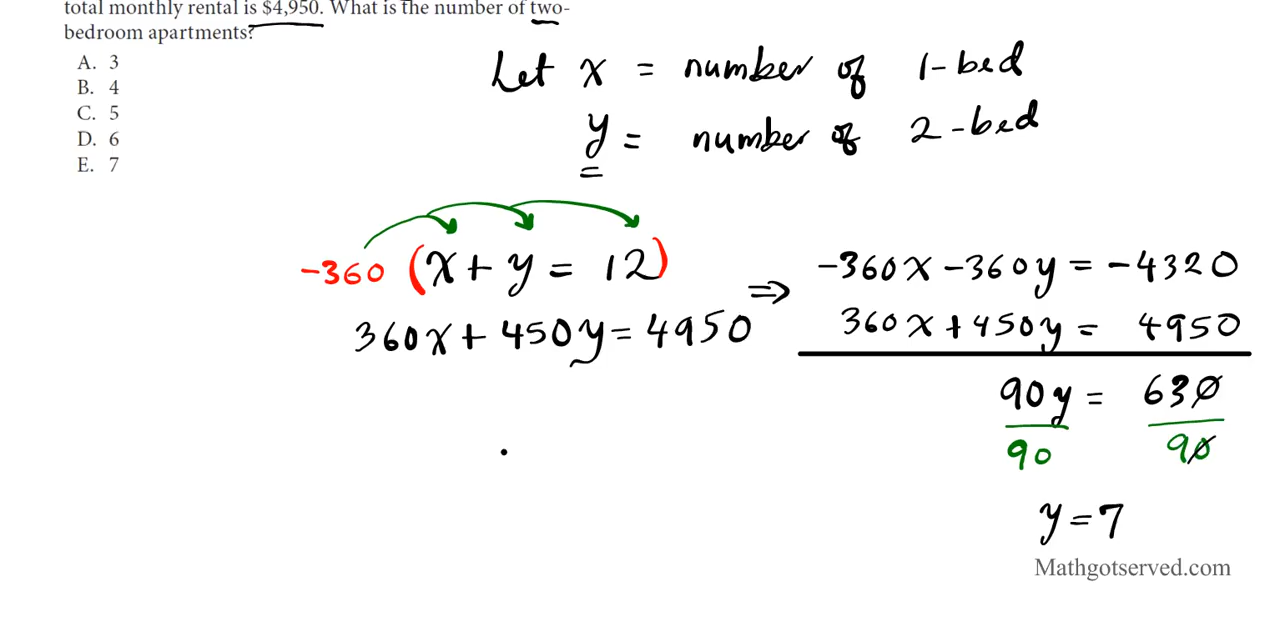 total monthly rental is $4,950. What is the number of two-
bedroom apartments?
A. 3
B. 4
C. 5
D. 6
E. 7
Let x = number of 1-bed
y = number of 2-bed
-360 (x + y = 12)
360x + 450y = 4950
⇒
-360x - 360y = -4320
360x + 450y = 4950
90y = 630
90 90
y = 7
Mathgotserved.com